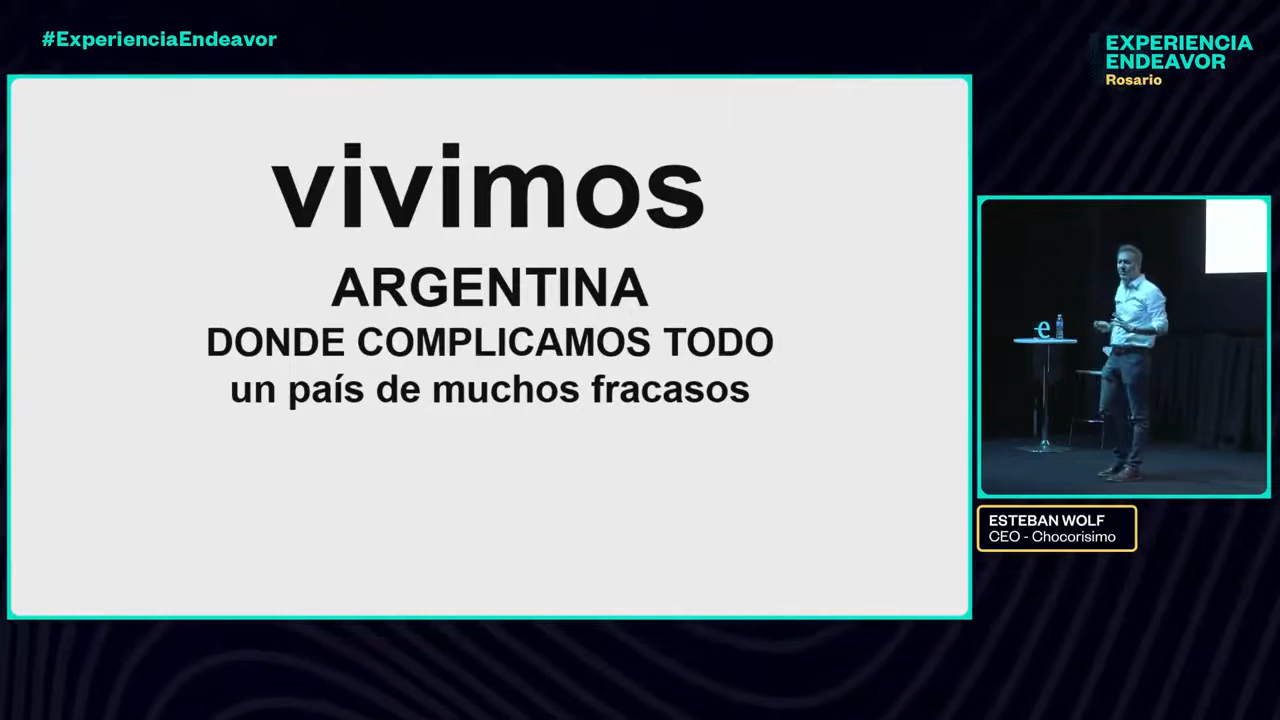 #ExperienciaEndeavor
EXPERIENCIA
ENDEAVOR
Rosario
vivimos
ARGENTINA
DONDE COMPLICAMOS TODO
un país de muchos fracasos
e
ESTEBAN WOLF
CEO - Chocorisimo